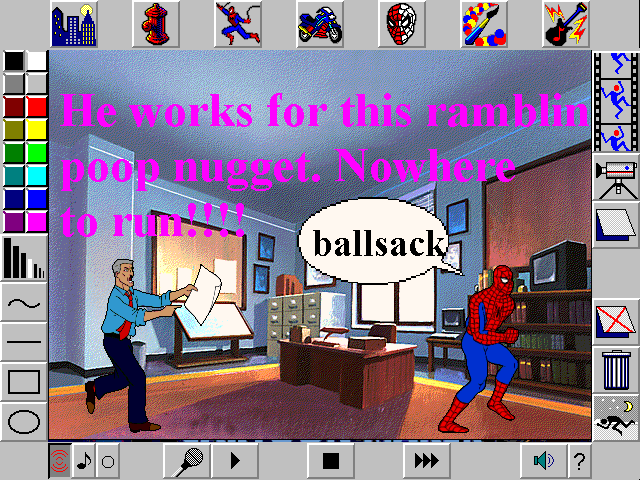 He works for this ramblin
poop nugget. Nowhere
to run!!!!
ballsack
?